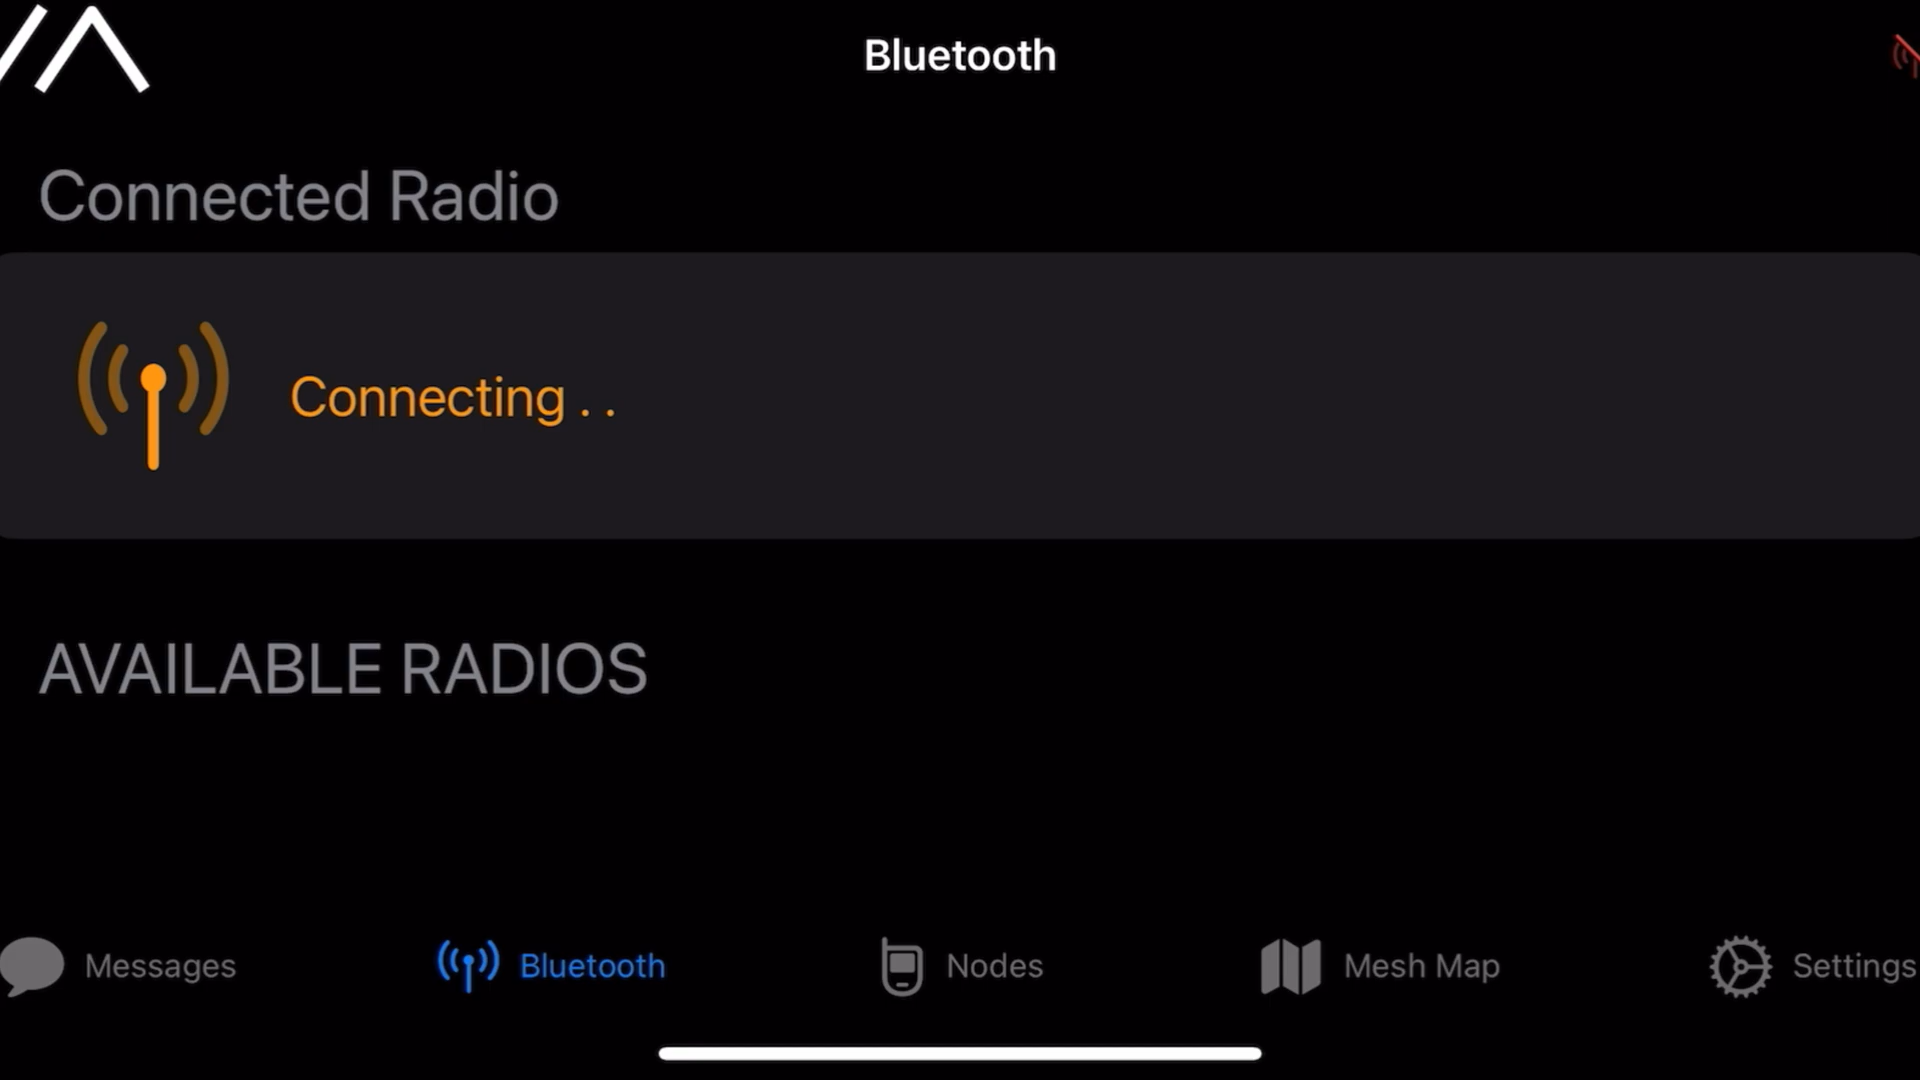 Bluetooth
Connected Radio
Connecting . .
AVAILABLE RADIOS
Messages
Bluetooth
Nodes
Mesh Map
Settings